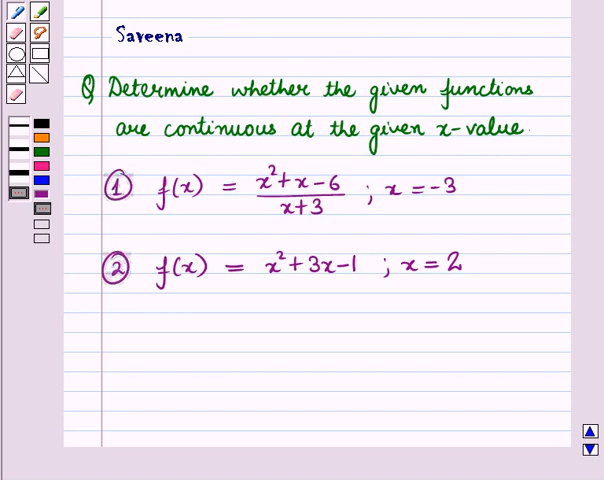 Saveena
Q Determine whether the given functions
are continuous at the given x-value.
① f(x) = (x²+x-6)/(x+3) ; x = -3
② f(x) = x²+3x-1 ; x = 2